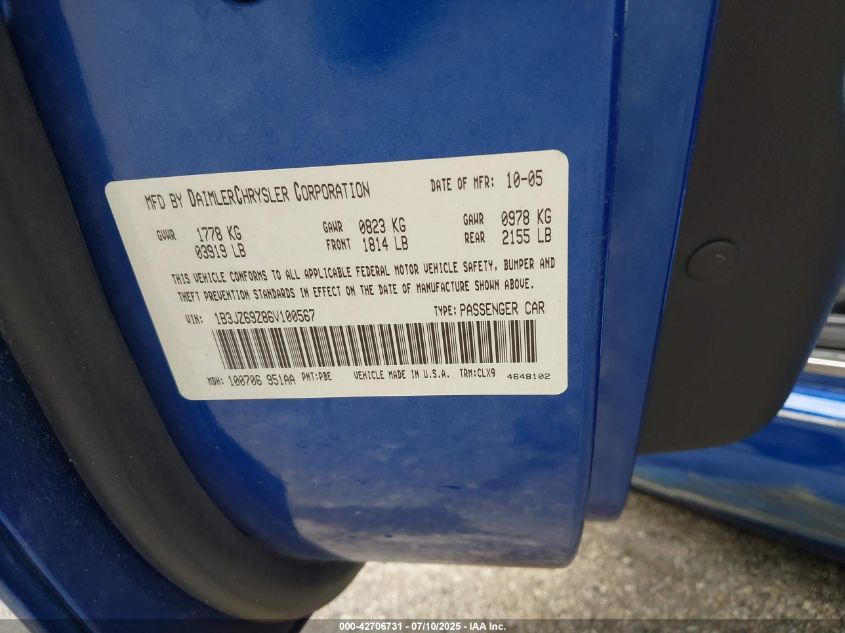 MFD BY DAIMLERCHRYSLER CORPORATION DATE OF MFR: 10-05
GVWR 1778 KG GAWR 0823 KG GAWR 0978 KG
03919 LB FRONT 1814 LB REAR 2155 LB
THIS VEHICLE CONFORMS TO ALL APPLICABLE FEDERAL MOTOR VEHICLE SAFETY, BUMPER AND
THEFT PREVENTION STANDARDS IN EFFECT ON THE DATE OF MANUFACTURE SHOWN ABOVE.
VIN: 1B3JZ69Z86V100567 TYPE: PASSENGER CAR
MDH: 100706 951AA PNT: PBE VEHICLE MADE IN U.S.A. TRM: CLX9 4648102
000-42706731 - 07/10/2025 - IAA Inc.